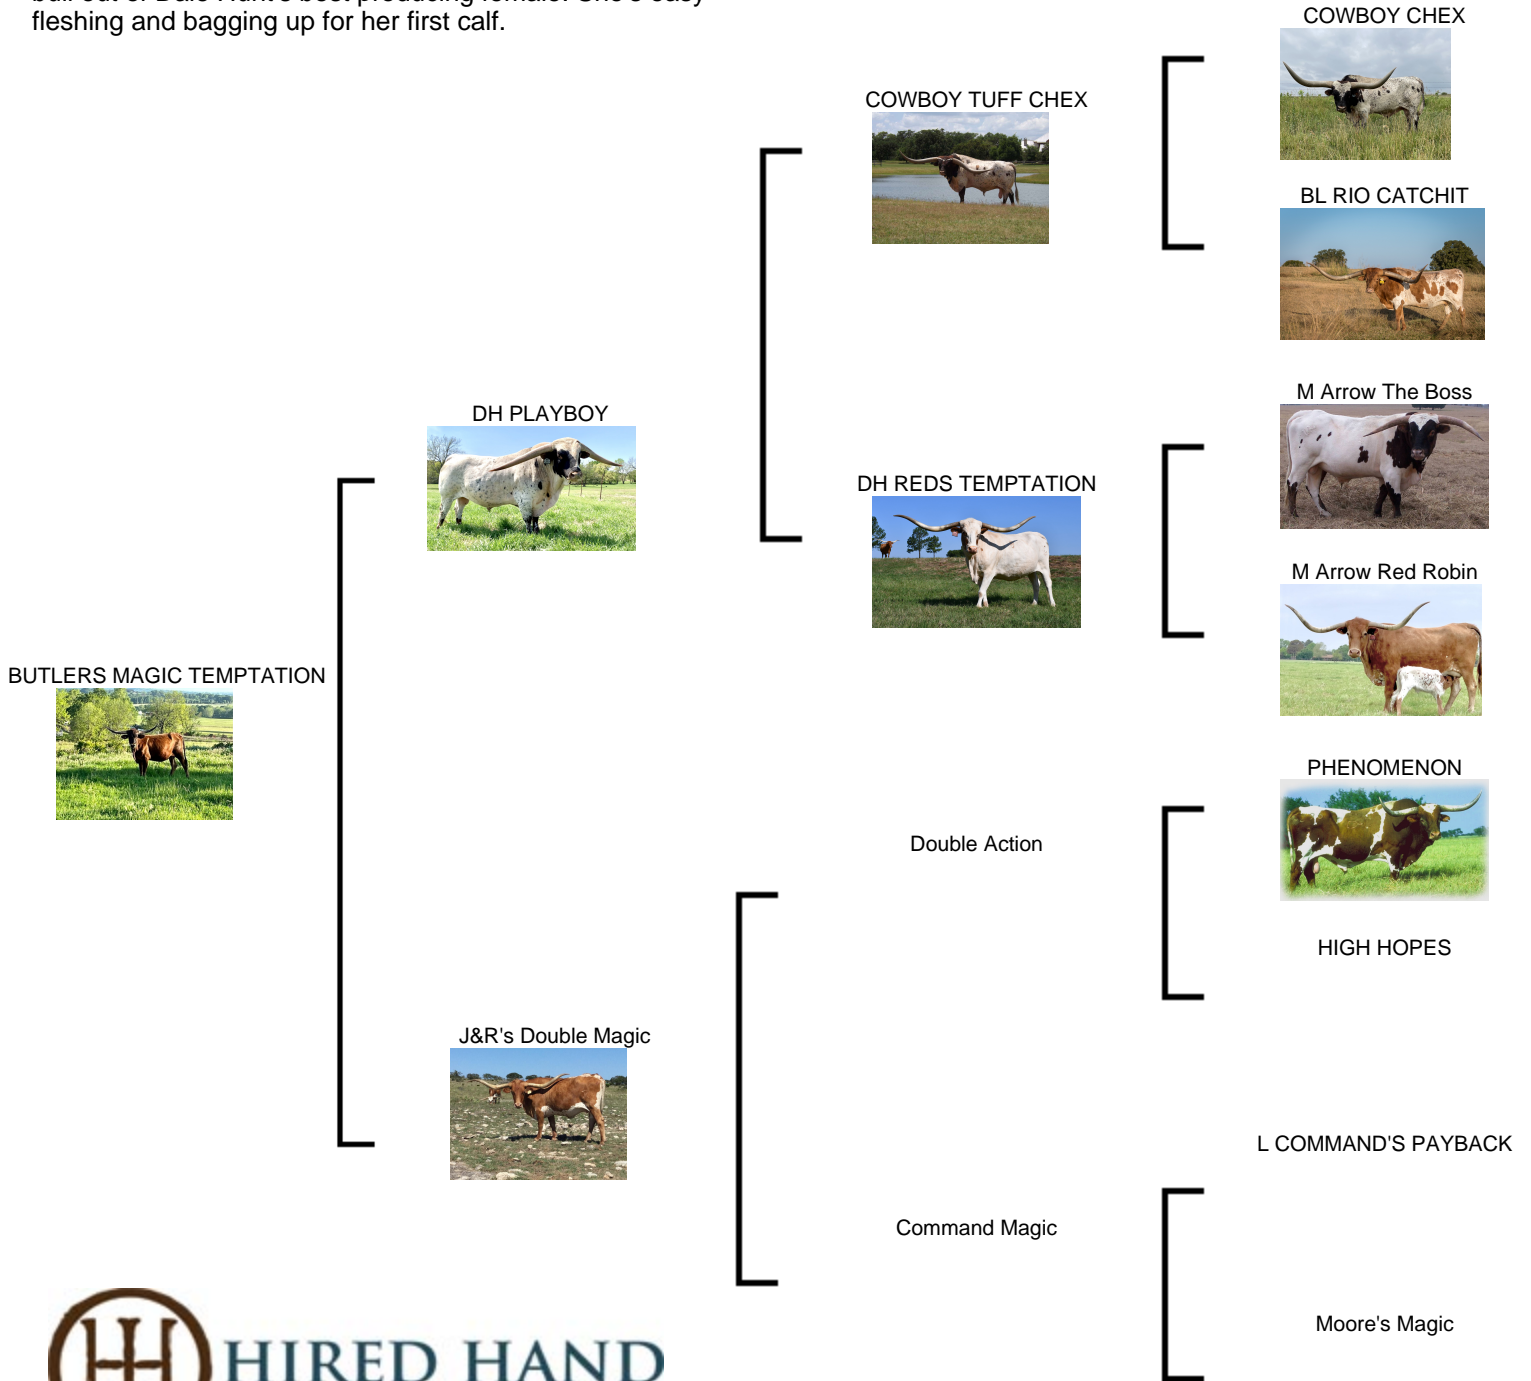 fleshing and bagging up for her first calf.
COWBOY CHEX
COWBOY TUFF CHEX
BL RIO CATCHIT
M Arrow The Boss
DH PLAYBOY
DH REDS TEMPTATION
M Arrow Red Robin
BUTLERS MAGIC TEMPTATION
PHENOMENON
Double Action
HIGH HOPES
J&R's Double Magic
L COMMAND'S PAYBACK
Command Magic
Moore's Magic
HIRED HAND